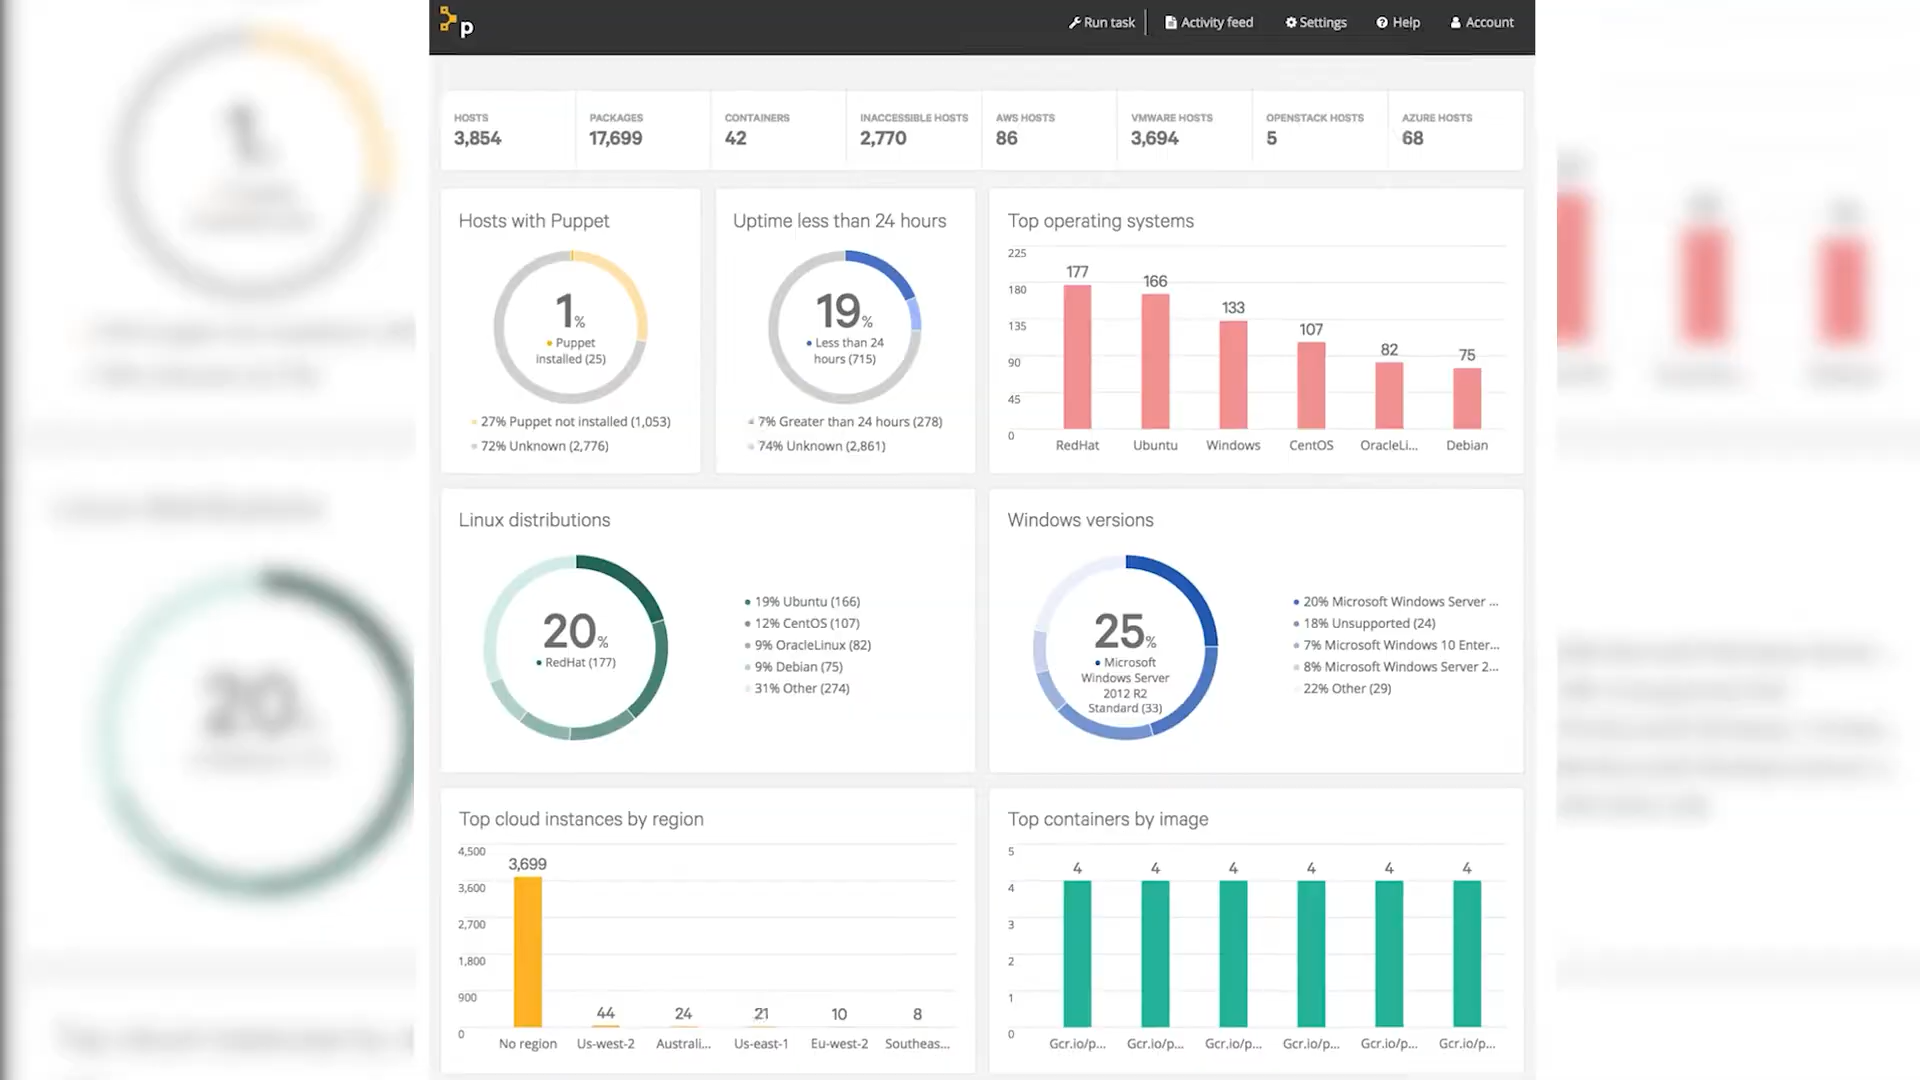 p
Run task
Activity feed
Settings
Help
Account
HOSTS
3,854
PACKAGES
17,699
CONTAINERS
42
INACCESSIBLE HOSTS
2,770
AWS HOSTS
86
VMWARE HOSTS
3,694
OPENSTACK HOSTS
5
AZURE HOSTS
68
Hosts with Puppet
1%
Puppet
installed (25)
27% Puppet not installed (1,053)
72% Unknown (2,776)
Uptime less than 24 hours
19%
Less than 24
hours (715)
7% Greater than 24 hours (278)
74% Unknown (2,861)
Top operating systems
225
180
135
90
45
0
177
166
133
107
82
75
RedHat
Ubuntu
Windows
CentOS
OracleLi...
Debian
Linux distributions
20%
RedHat (177)
19% Ubuntu (166)
12% CentOS (107)
9% OracleLinux (82)
9% Debian (75)
31% Other (274)
Windows versions
25%
Microsoft
Windows Server
2012 R2
Standard (33)
20% Microsoft Windows Server ...
18% Unsupported (24)
7% Microsoft Windows 10 Enter...
8% Microsoft Windows Server 2...
22% Other (29)
Top cloud instances by region
4,500
3,600
2,700
1,800
900
0
3,699
44
24
21
10
8
No region
Us-west-2
Australi...
Us-east-1
Eu-west-2
Southeas...
Top containers by image
5
4
3
2
1
0
4
4
4
4
4
4
Gcr.io/p...
Gcr.io/p...
Gcr.io/p...
Gcr.io/p...
Gcr.io/p...
Gcr.io/p...